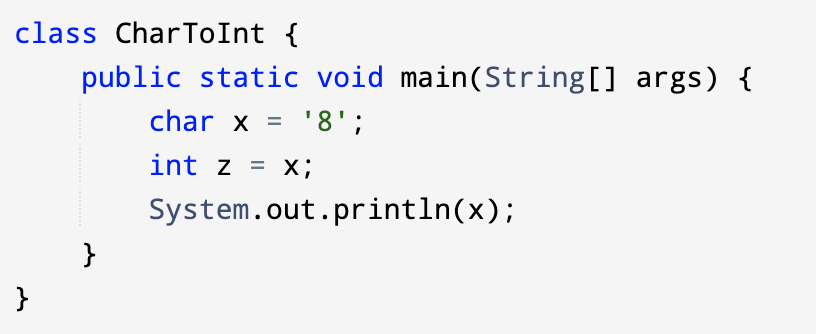 class CharToInt {
    public static void main(String[] args) {
        char x = '8';
        int z = x;
        System.out.println(x);
    }
}